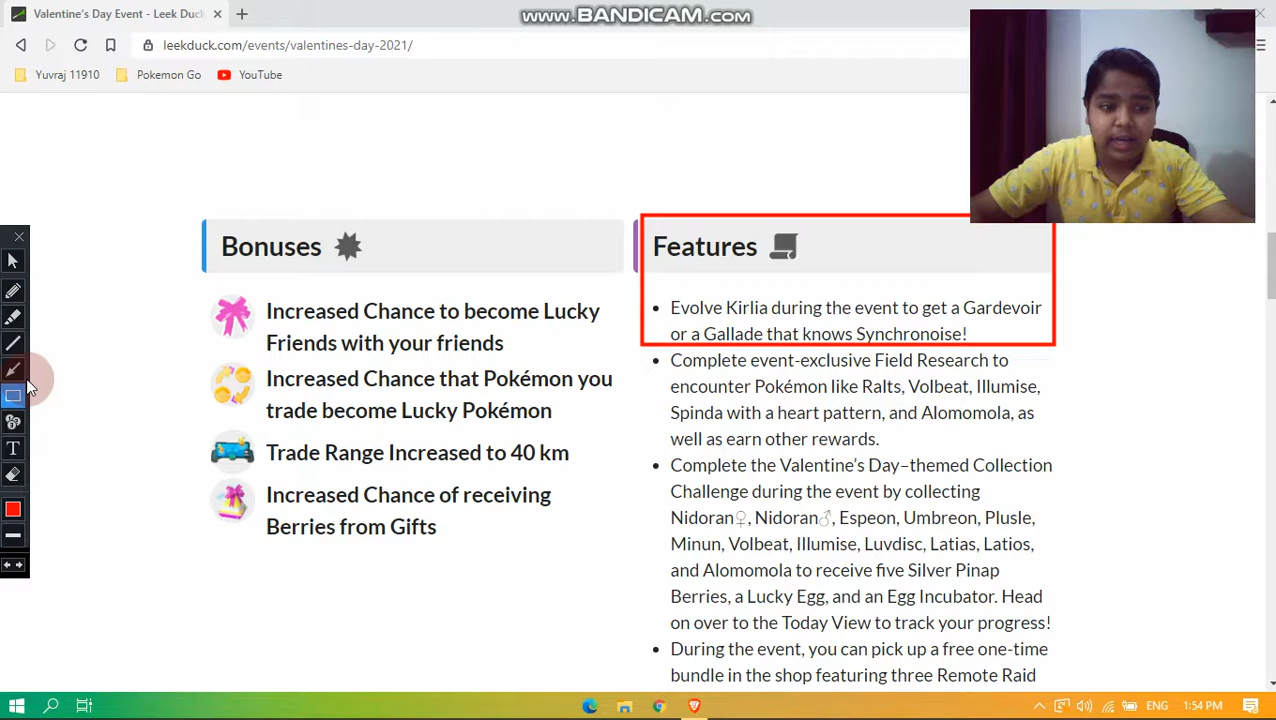 Valentine's Day Event - Leek Duck
www.BANDICAM.com
leekduck.com/events/valentines-day-2021/
Yuvraj 11910
Pokemon Go
YouTube
Bonuses
Increased Chance to become Lucky
Friends with your friends
Increased Chance that Pokémon you
trade become Lucky Pokémon
Trade Range Increased to 40 km
Increased Chance of receiving
Berries from Gifts
Features
• Evolve Kirlia during the event to get a Gardevoir
or a Gallade that knows Synchronoise!
• Complete event-exclusive Field Research to
encounter Pokémon like Ralts, Volbeat, Illumise,
Spinda with a heart pattern, and Alomomola, as
well as earn other rewards.
• Complete the Valentine's Day–themed Collection
Challenge during the event by collecting
Nidoran♀, Nidoran♂, Espeon, Umbreon, Plusle,
Minun, Volbeat, Illumise, Luvdisc, Latias, Latios,
and Alomomola to receive five Silver Pinap
Berries, a Lucky Egg, and an Egg Incubator. Head
on over to the Today View to track your progress!
• During the event, you can pick up a free one-time
bundle in the shop featuring three Remote Raid
T
ENG
1:54 PM